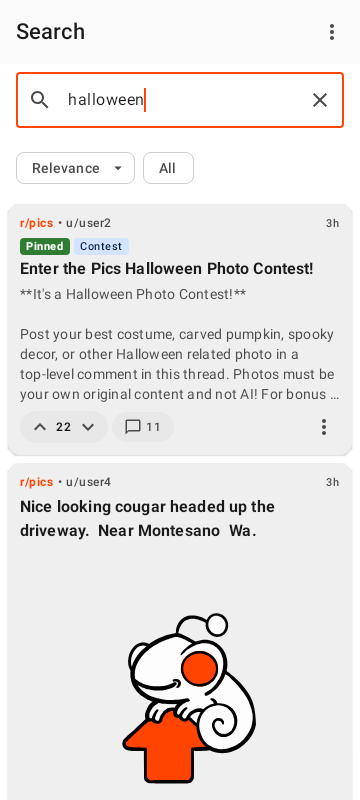 Search
halloween
Relevance
All
r/pics • u/user2
3h
Pinned
Contest
Enter the Pics Halloween Photo Contest!
**It's a Halloween Photo Contest!**
Post your best costume, carved pumpkin, spooky
decor, or other Halloween related photo in a
top-level comment in this thread. Photos must be
your own original content and not AI! For bonus …
22
11
r/pics • u/user4
3h
Nice looking cougar headed up the
driveway.  Near Montesano  Wa.